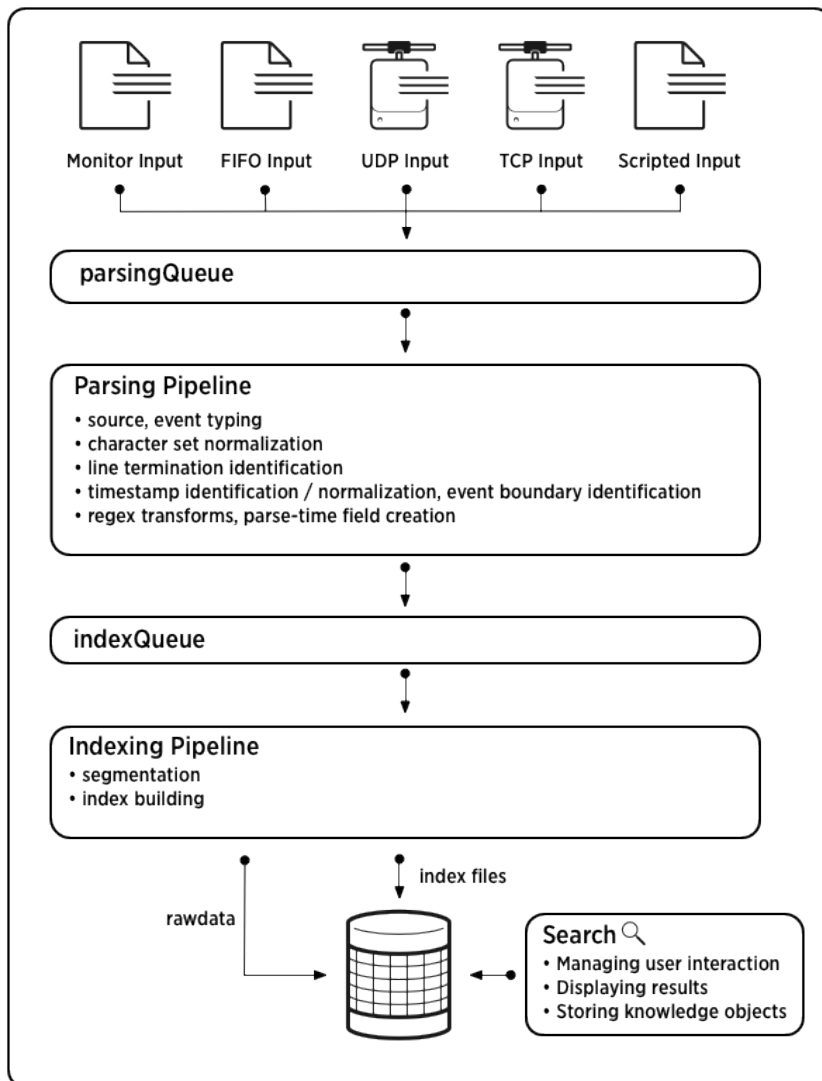 Monitor Input
FIFO Input
UDP Input
TCP Input
Scripted Input
parsingQueue
Parsing Pipeline
• source, event typing
• character set normalization
• line termination identification
• timestamp identification / normalization, event boundary identification
• regex transforms, parse-time field creation
indexQueue
Indexing Pipeline
• segmentation
• index building
index files
rawdata
Search
• Managing user interaction
• Displaying results
• Storing knowledge objects